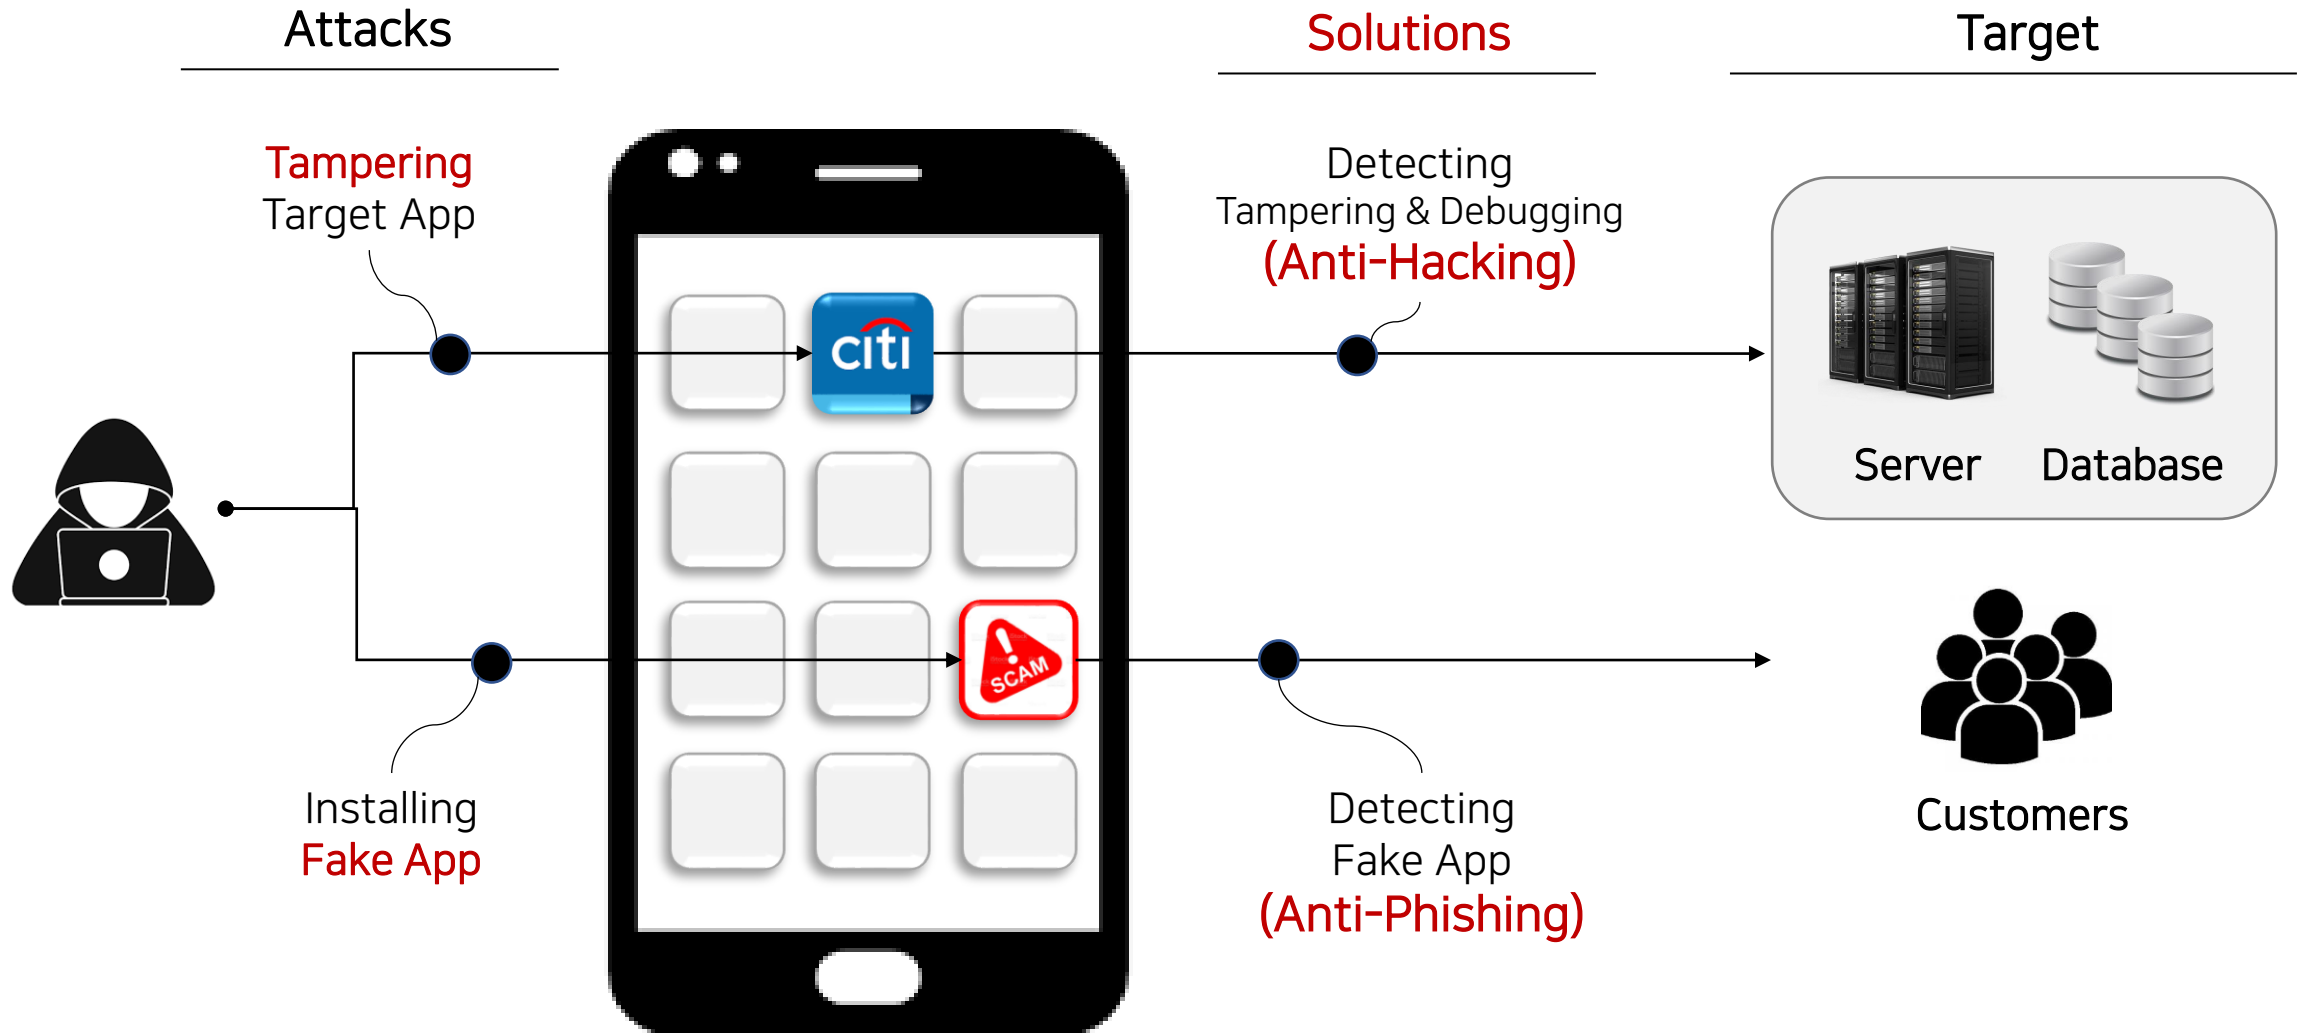 Attacks
Solutions
Target
Tampering
Target App
Detecting
Tampering & Debugging
(Anti-Hacking)
citi
Server
Database
SCAM
Installing
Fake App
Detecting
Fake App
(Anti-Phishing)
Customers